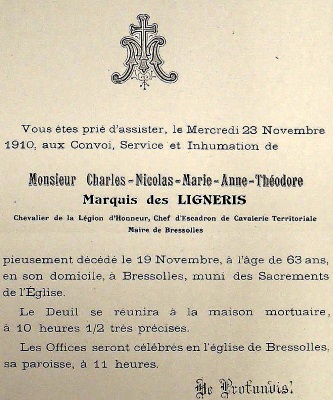 Vous êtes prié d'assister, le Mercredi 23 Novembre
1910, aux Convoi, Service et Inhumation de
Monsieur Charles-Nicolas-Marie-Anne-Théodore
Marquis des LIGNERIS
Chevalier de la Légion d'Honneur, Chef d'Escadron de Cavalerie Territoriale
Maire de Bressolles
pieusement décédé le 19 Novembre, à l'âge de 63 ans,
en son domicile, à Bressolles, muni des Sacrements
de l'Église.
Le Deuil se réunira à la maison mortuaire,
à 10 heures 1/2 très précises.
Les Offices seront célébrés en l'église de Bressolles,
sa paroisse, à 11 heures.
De Profundis!